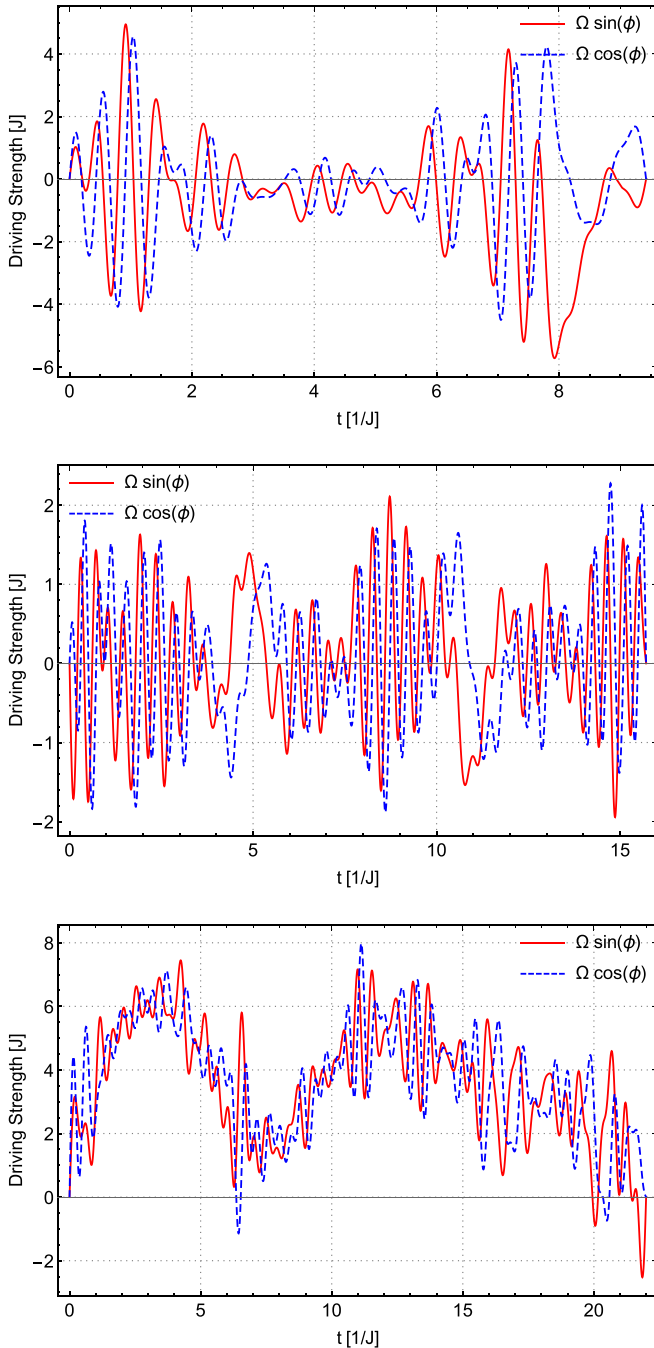 Ω sin(ϕ)
Ω cos(ϕ)
Driving Strength [J]
4
2
0
−2
−4
−6
0
2
4
6
8
t [1/J]
Ω sin(ϕ)
Ω cos(ϕ)
Driving Strength [J]
2
1
0
−1
−2
0
5
10
15
t [1/J]
Ω sin(ϕ)
Ω cos(ϕ)
Driving Strength [J]
8
6
4
2
0
−2
0
5
10
15
20
t [1/J]